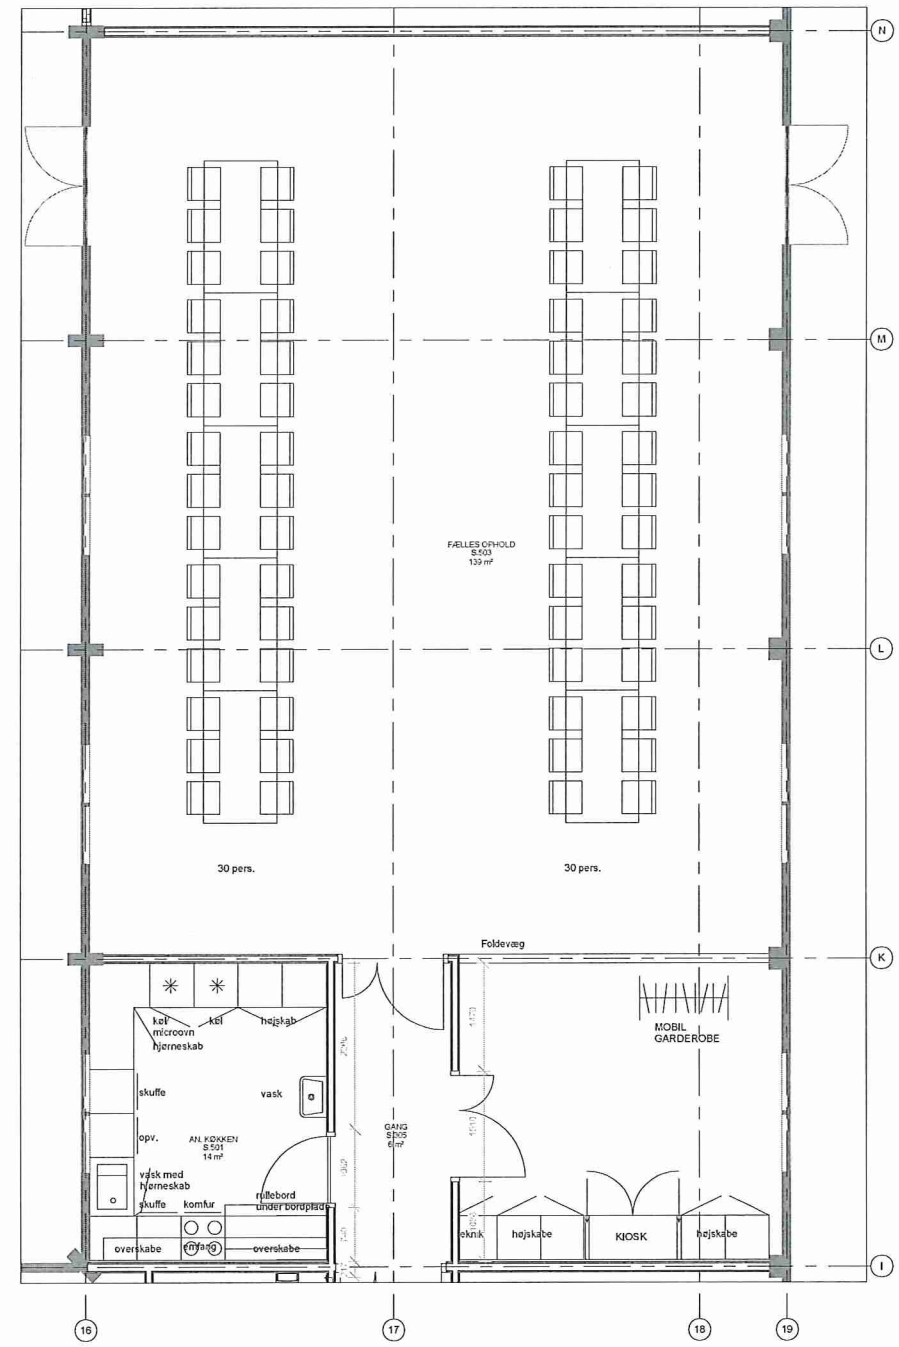 N
M
FÆLLES OPHOLD
S.503
139 m²
L
30 pers.
30 pers.
Foldevæg
K
køl/
microovn
køl
højskab
hjørneskab
MOBIL
GARDEROBE
skuffe
vask
opv.
AN. KØKKEN
S.501
14 m²
GANG
6 m²
vask med
hjørneskab
skuffe
komfur
rullebord
under bordplade
overskabe
emfang
overskabe
højskabe
KIOSK
højskabe
I
16
17
18
19